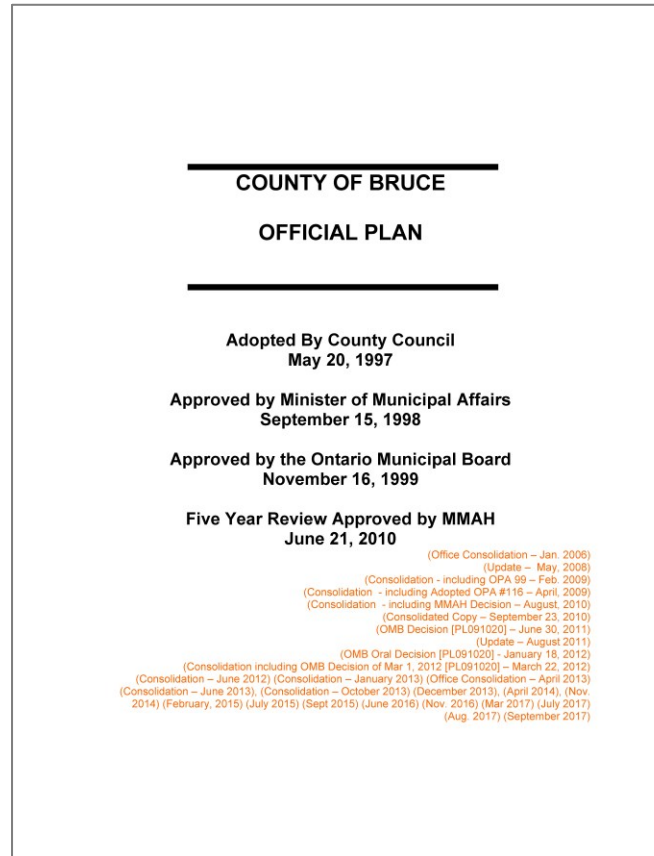 COUNTY OF BRUCE
OFFICIAL PLAN
Adopted By County Council
May 20, 1997
Approved by Minister of Municipal Affairs
September 15, 1998
Approved by the Ontario Municipal Board
November 16, 1999
Five Year Review Approved by MMAH
June 21, 2010
(Office Consolidation – Jan. 2006)
(Update – May, 2008)
(Consolidation - including OPA 99 – Feb. 2009)
(Consolidation - including Adopted OPA #116 – April, 2009)
(Consolidation - including MMAH Decision – August, 2010)
(Consolidated Copy – September 23, 2010)
(OMB Decision [PL091020] – June 30, 2011)
(Update – August 2011)
(OMB Oral Decision [PL091020] - January 18, 2012)
(Consolidation including OMB Decision of Mar 1, 2012 [PL091020] – March 22, 2012)
(Consolidation – June 2012) (Consolidation – January 2013) (Office Consolidation – April 2013)
(Consolidation – June 2013), (Consolidation – October 2013) (December 2013), (April 2014), (Nov.
2014) (February, 2015) (July 2015) (Sept 2015) (June 2016) (Nov. 2016) (Mar 2017) (July 2017)
(Aug. 2017) (September 2017)